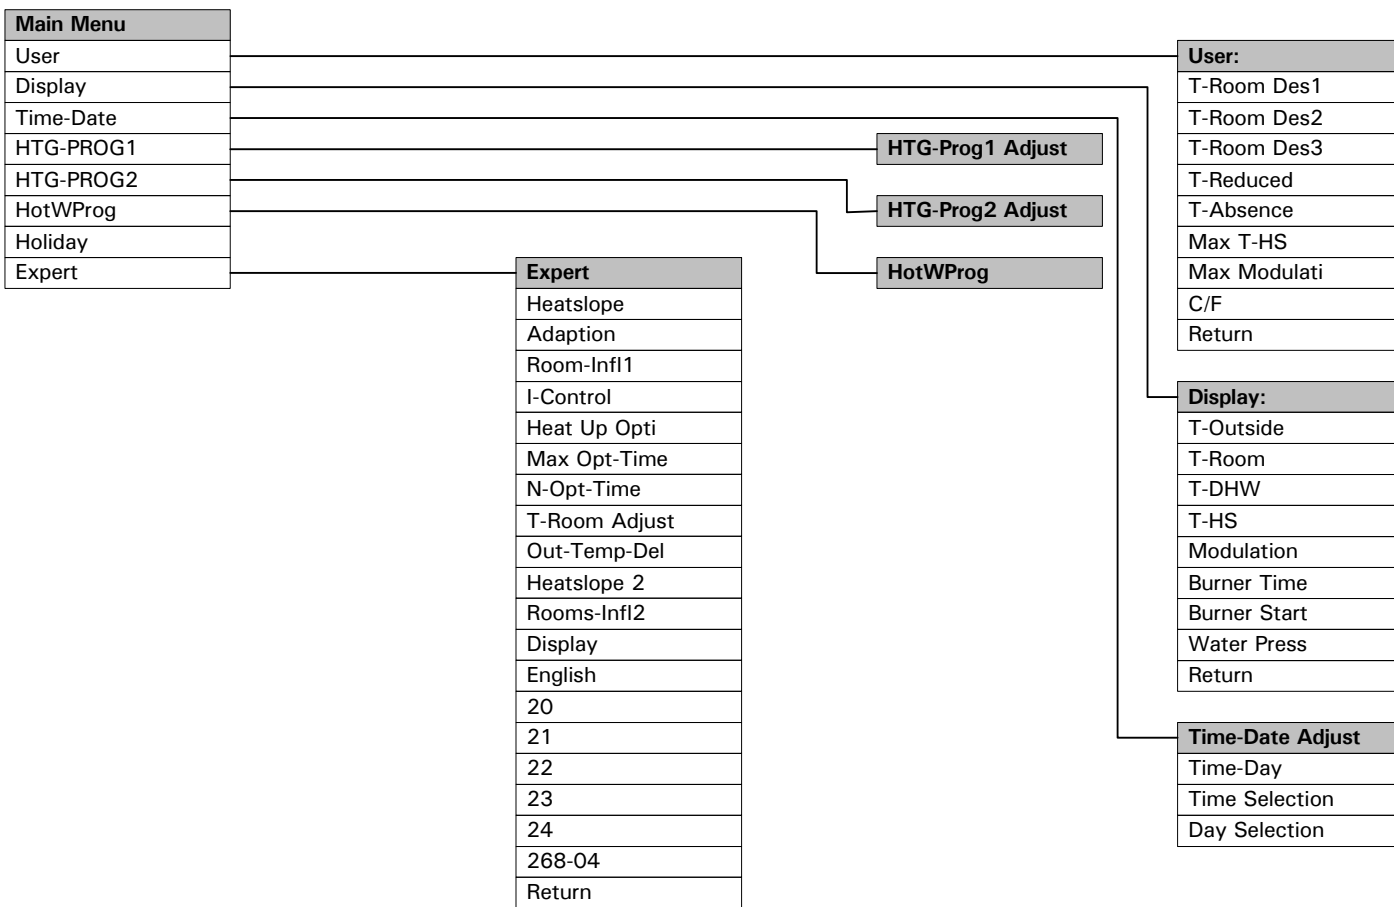 Main Menu
User
Display
Time-Date
HTG-PROG1
HTG-PROG2
HotWProg
Holiday
Expert
Expert
Heatslope
Adaption
Room-Infl1
I-Control
Heat Up Opti
Max Opt-Time
N-Opt-Time
T-Room Adjust
Out-Temp-Del
Heatslope 2
Rooms-Infl2
Display
English
20
21
22
23
24
268-04
Return
HTG-Prog1 Adjust
HTG-Prog2 Adjust
HotWProg
User:
T-Room Des1
T-Room Des2
T-Room Des3
T-Reduced
T-Absence
Max T-HS
Max Modulati
C/F
Return
Display:
T-Outside
T-Room
T-DHW
T-HS
Modulation
Burner Time
Burner Start
Water Press
Return
Time-Date Adjust
Time-Day
Time Selection
Day Selection